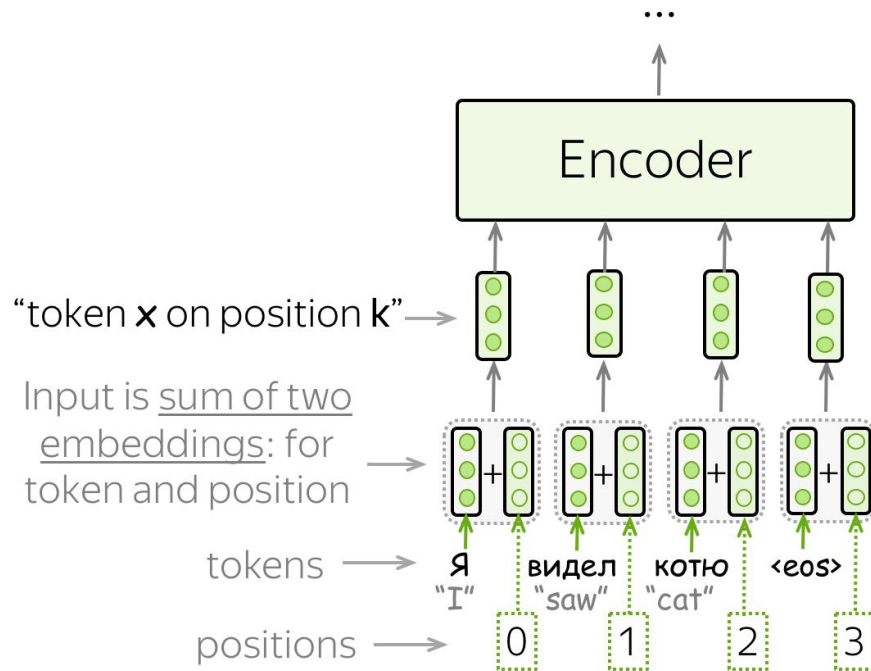 ...
Encoder
“token x on position k”
Input is sum of two
embeddings: for
token and position
+ + + +
tokens Я видел котю <eos>
“I” “saw” “cat”
positions 0 1 2 3